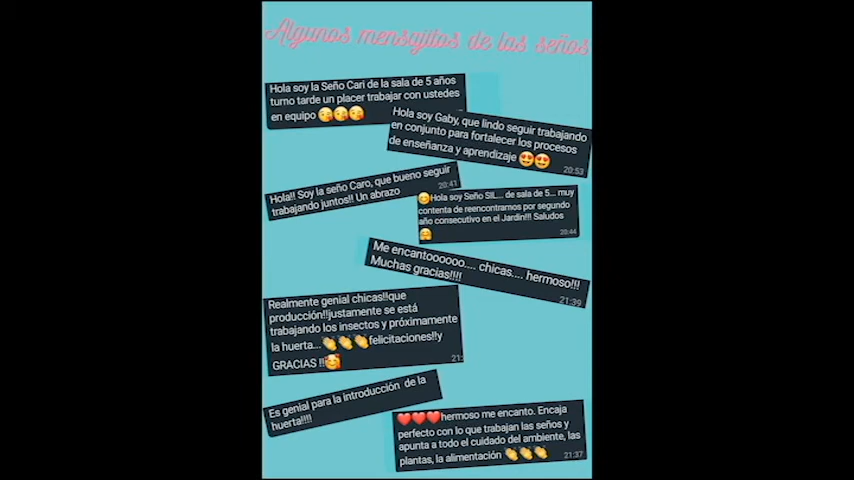 Algunos mensajitos de las seños
Hola soy la Seño Cari de la sala de 5 años
turno tarde un placer trabajar con ustedes
en equipo 😘😘😘
Hola soy Gaby, que lindo seguir trabajando
en conjunto para fortalecer los procesos
de enseñanza y aprendizaje 😍😍
20:53
Hola!! Soy la seño Caro, que bueno seguir
trabajando juntos!! Un abrazo
20:41
😊Hola soy Seño SIL... de sala de 5... muy
contenta de reencontrarnos por segundo
año consecutivo en el Jardín!!! Saludos
🤗
20:44
Me encantoooooo.... chicas.... hermoso!!!
Muchas gracias!!!!
21:39
Realmente genial chicas!!que
producción!!justamente se está
trabajando los insectos y próximamente
la huerta...👏👏👏felicitaciones!!y
GRACIAS !!🥰
21:
Es genial para la introducción de la
huerta!!!!
❤❤❤hermoso me encanto. Encaja
perfecto con lo que trabajan las seños y
apunta a todo el cuidado del ambiente, las
plantas, la alimentación 👏👏👏
21:37